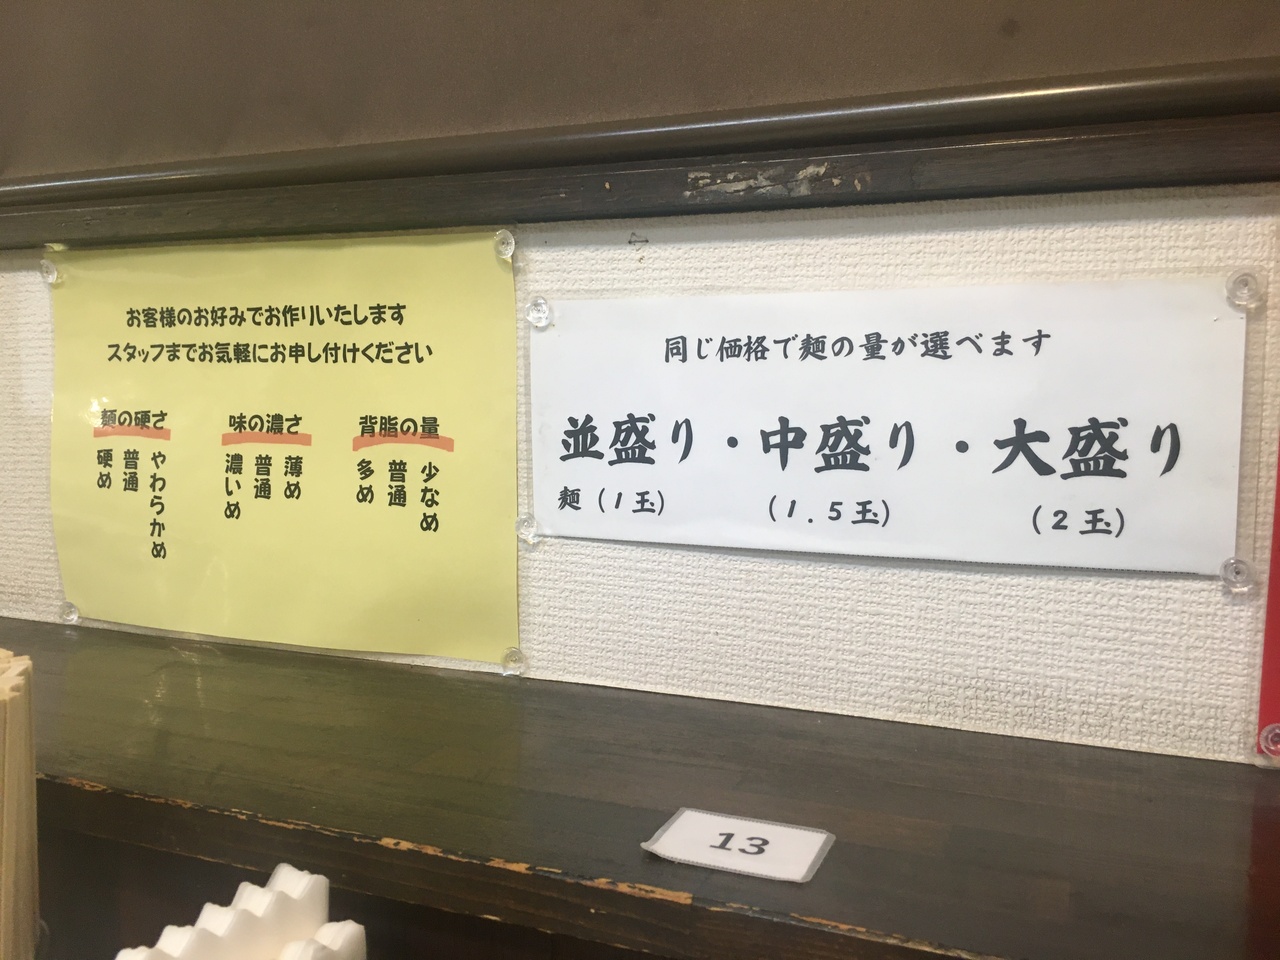 お客様のお好みでお作りいたします
スタッフまでお気軽にお申し付けください
麺の硬さ
やわらかめ
普通
硬め
味の濃さ
薄め
普通
濃いめ
背脂の量
少なめ
普通
多め
同じ価格で麺の量が選べます
並盛り・中盛り・大盛り
麺(1玉) (1.5玉) (2玉)
13